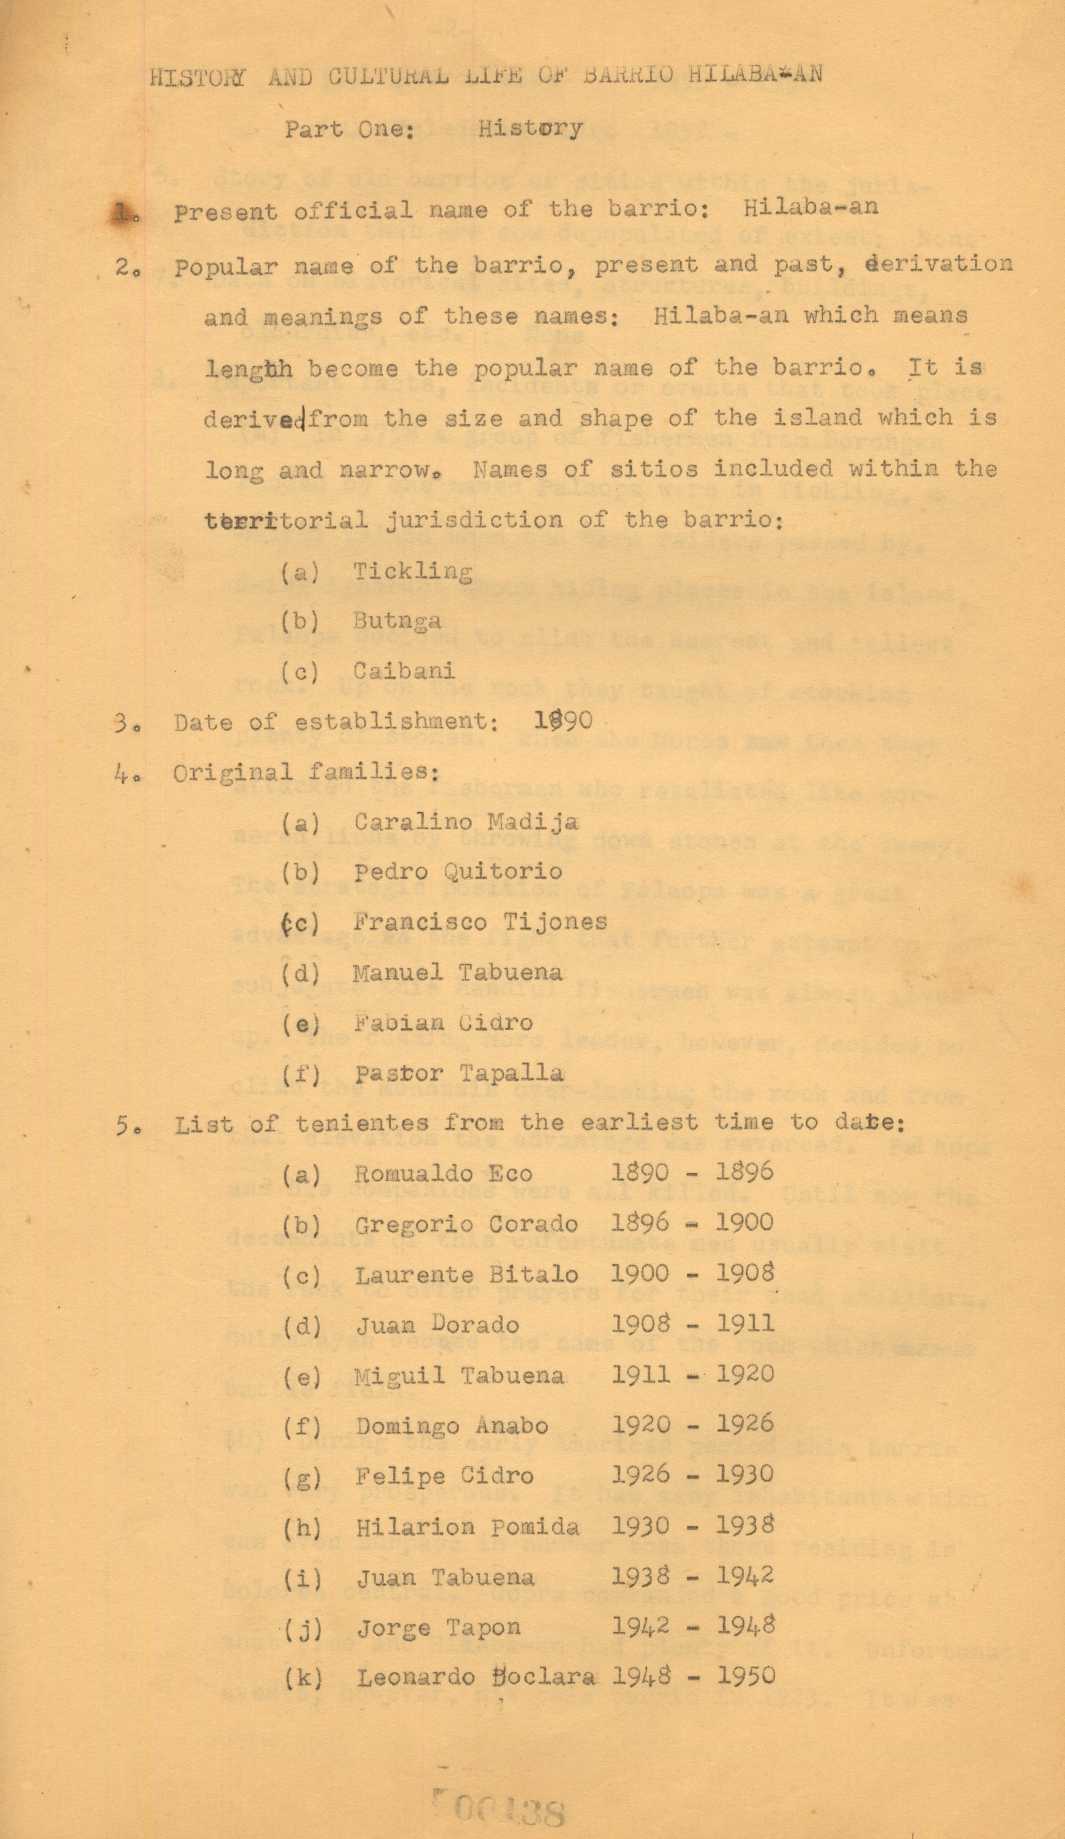 HISTORY AND CULTURAL LIFE OF BARRIO HILABA-AN
Part One: History
1. Present official name of the barrio: Hilaba-an
2. Popular name of the barrio, present and past, derivation
and meanings of these names: Hilaba-an which means
length become the popular name of the barrio. It is
derived from the size and shape of the island which is
long and narrow. Names of sitios included within the
territorial jurisdiction of the barrio:
(a) Tickling
(b) Butnga
(c) Caibani
3. Date of establishment: 1890
4. Original families:
(a) Caralino Madija
(b) Pedro Quitorio
(c) Francisco Tijones
(d) Manuel Tabuena
(e) Fabian Cidro
(f) Pastor Tapalla
5. List of tenientes from the earliest time to date:
(a) Romualdo Eco 1890 - 1896
(b) Gregorio Corado 1896 - 1900
(c) Laurente Bitalo 1900 - 1908
(d) Juan Dorado 1908 - 1911
(e) Miguil Tabuena 1911 - 1920
(f) Domingo Anabo 1920 - 1926
(g) Felipe Cidro 1926 - 1930
(h) Hilarion Pomida 1930 - 1938
(i) Juan Tabuena 1938 - 1942
(j) Jorge Tapon 1942 - 1948
(k) Leonardo Boclara 1948 - 1950